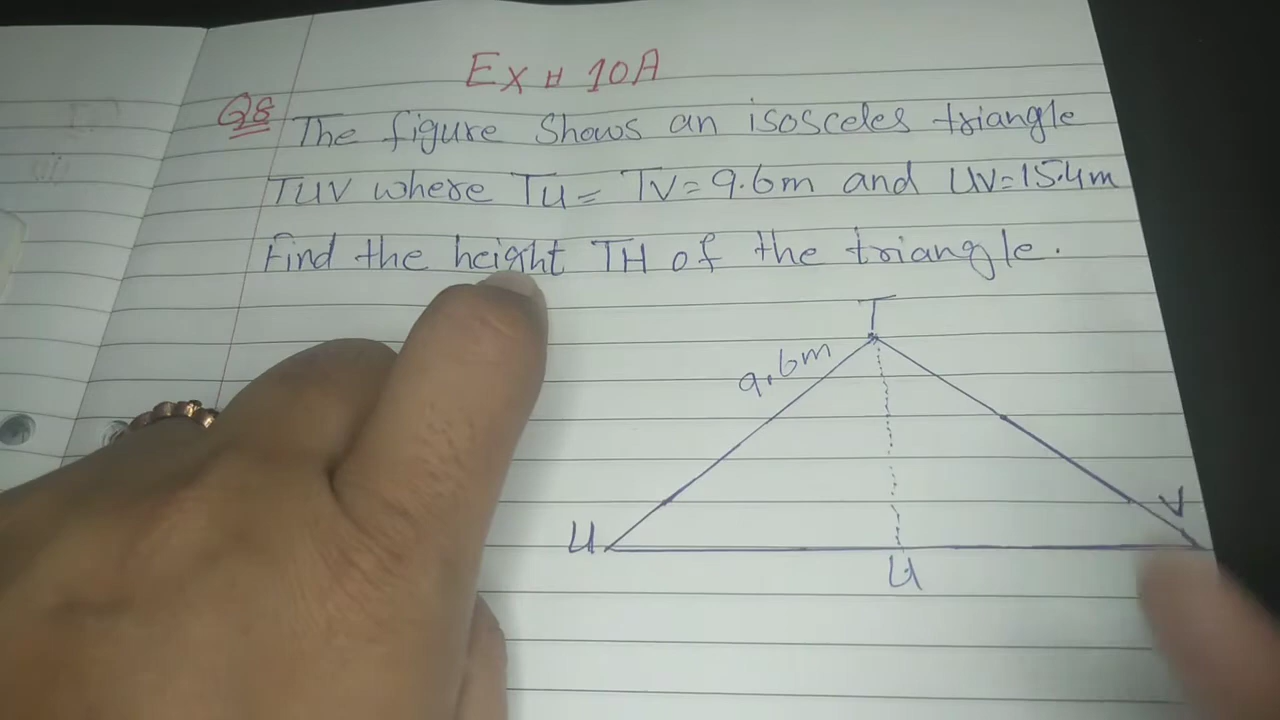 Ex # 10A
Q8 The figure Shows an isosceles triangle
TUV where TU = TV = 9.6m and UV = 15.4m
Find the height TH of the triangle.
T
9.6m
V
U
U